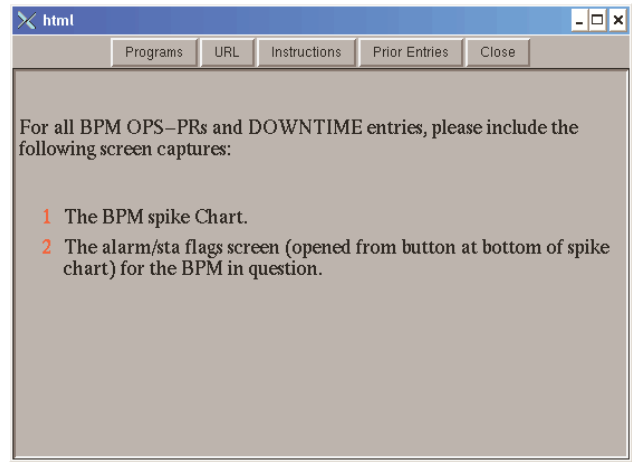 html
Programs URL Instructions Prior Entries Close
For all BPM OPS–PRs and DOWNTIME entries, please include the
following screen captures:
1 The BPM spike Chart.
2 The alarm/sta flags screen (opened from button at bottom of spike
chart) for the BPM in question.